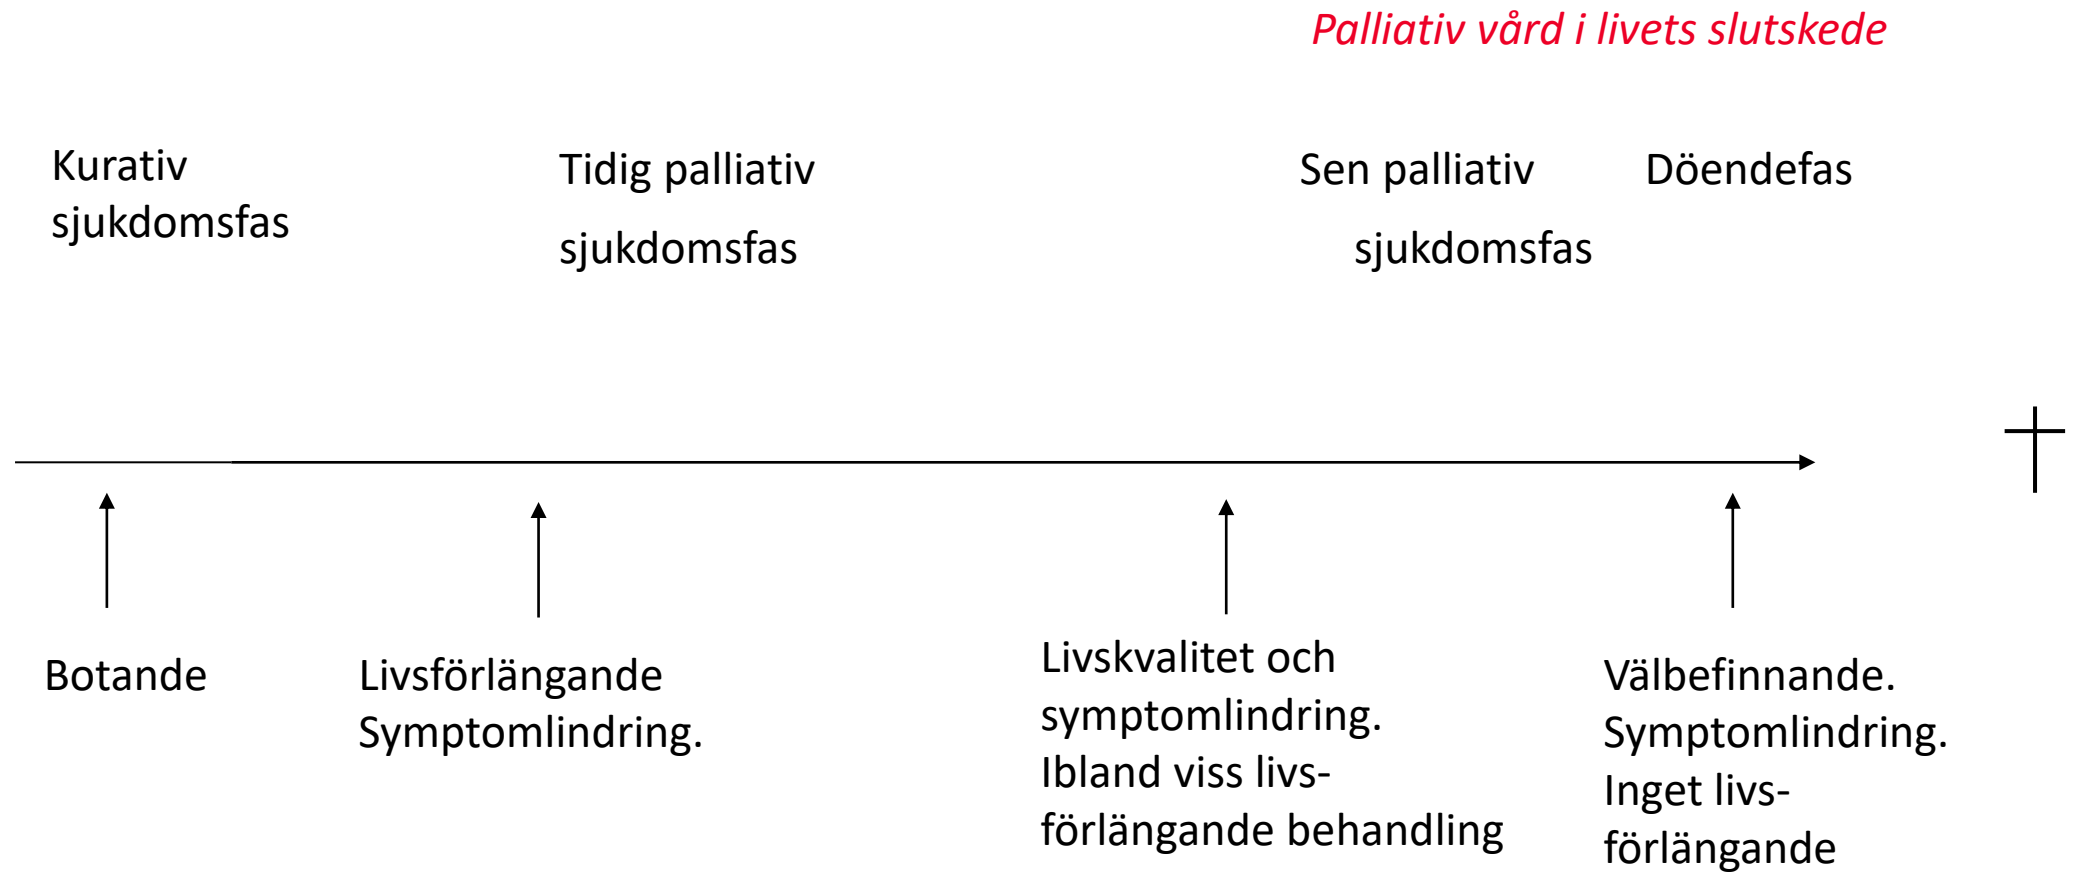 Palliativ vård i livets slutskede
Kurativ
sjukdomsfas
Tidig palliativ
sjukdomsfas
Sen palliativ
sjukdomsfas
Döendefas
Botande
Livsförlängande
Symptomlindring.
Livskvalitet och
symptomlindring.
Ibland viss livs-
förlängande behandling
Välbefinnande.
Symptomlindring.
Inget livs-
förlängande